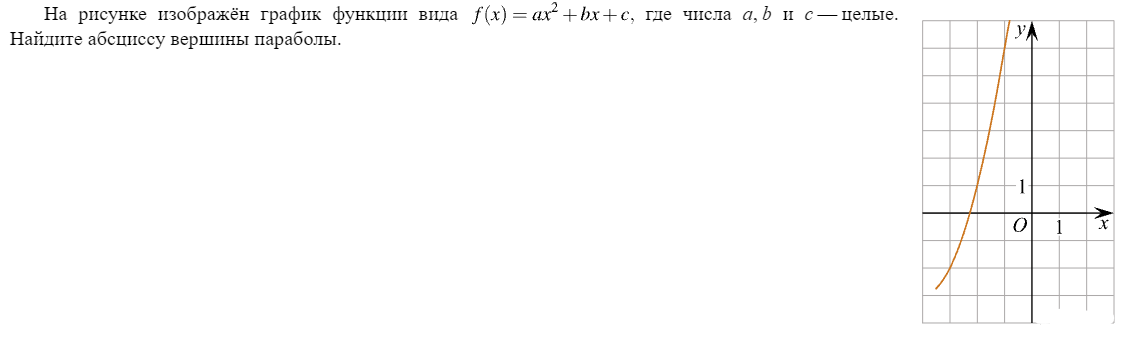 На рисунке изображён график функции вида f(x) = ax² + bx + c, где числа a, b и c — целые.
Найдите абсциссу вершины параболы.
y
1
O
1
x